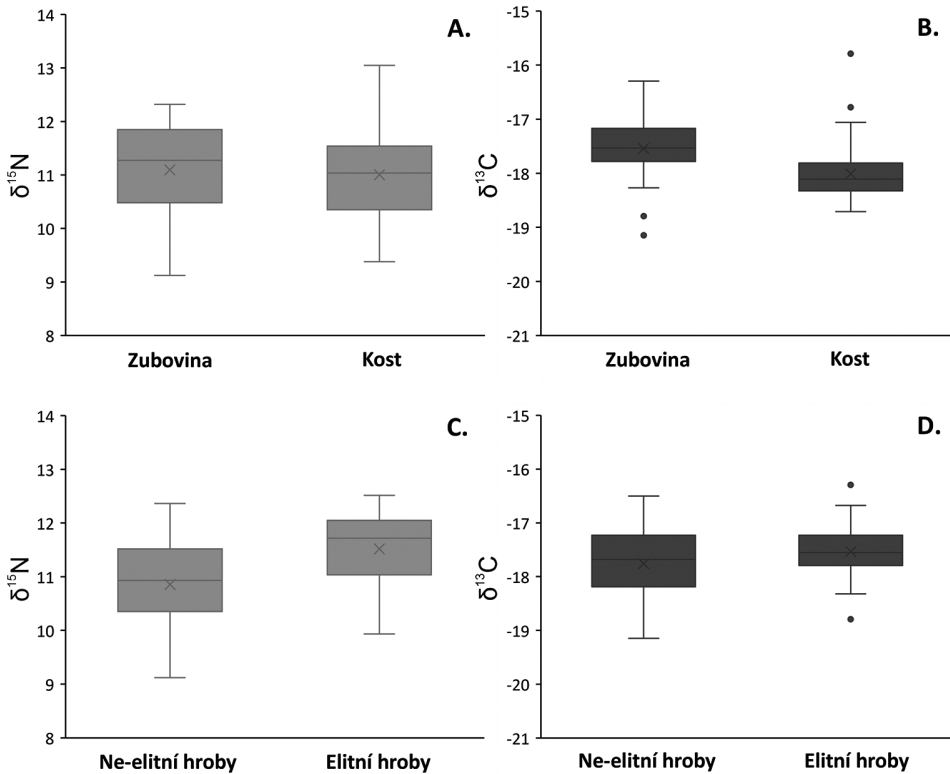 A.
14
13
12
11
10
9
8
δ¹⁵N
Zubovina Kost
B.
-15
-16
-17
-18
-19
-20
-21
δ¹³C
Zubovina Kost
C.
14
13
12
11
10
9
8
δ¹⁵N
Ne-elitní hroby Elitní hroby
D.
-15
-16
-17
-18
-19
-20
-21
δ¹³C
Ne-elitní hroby Elitní hroby